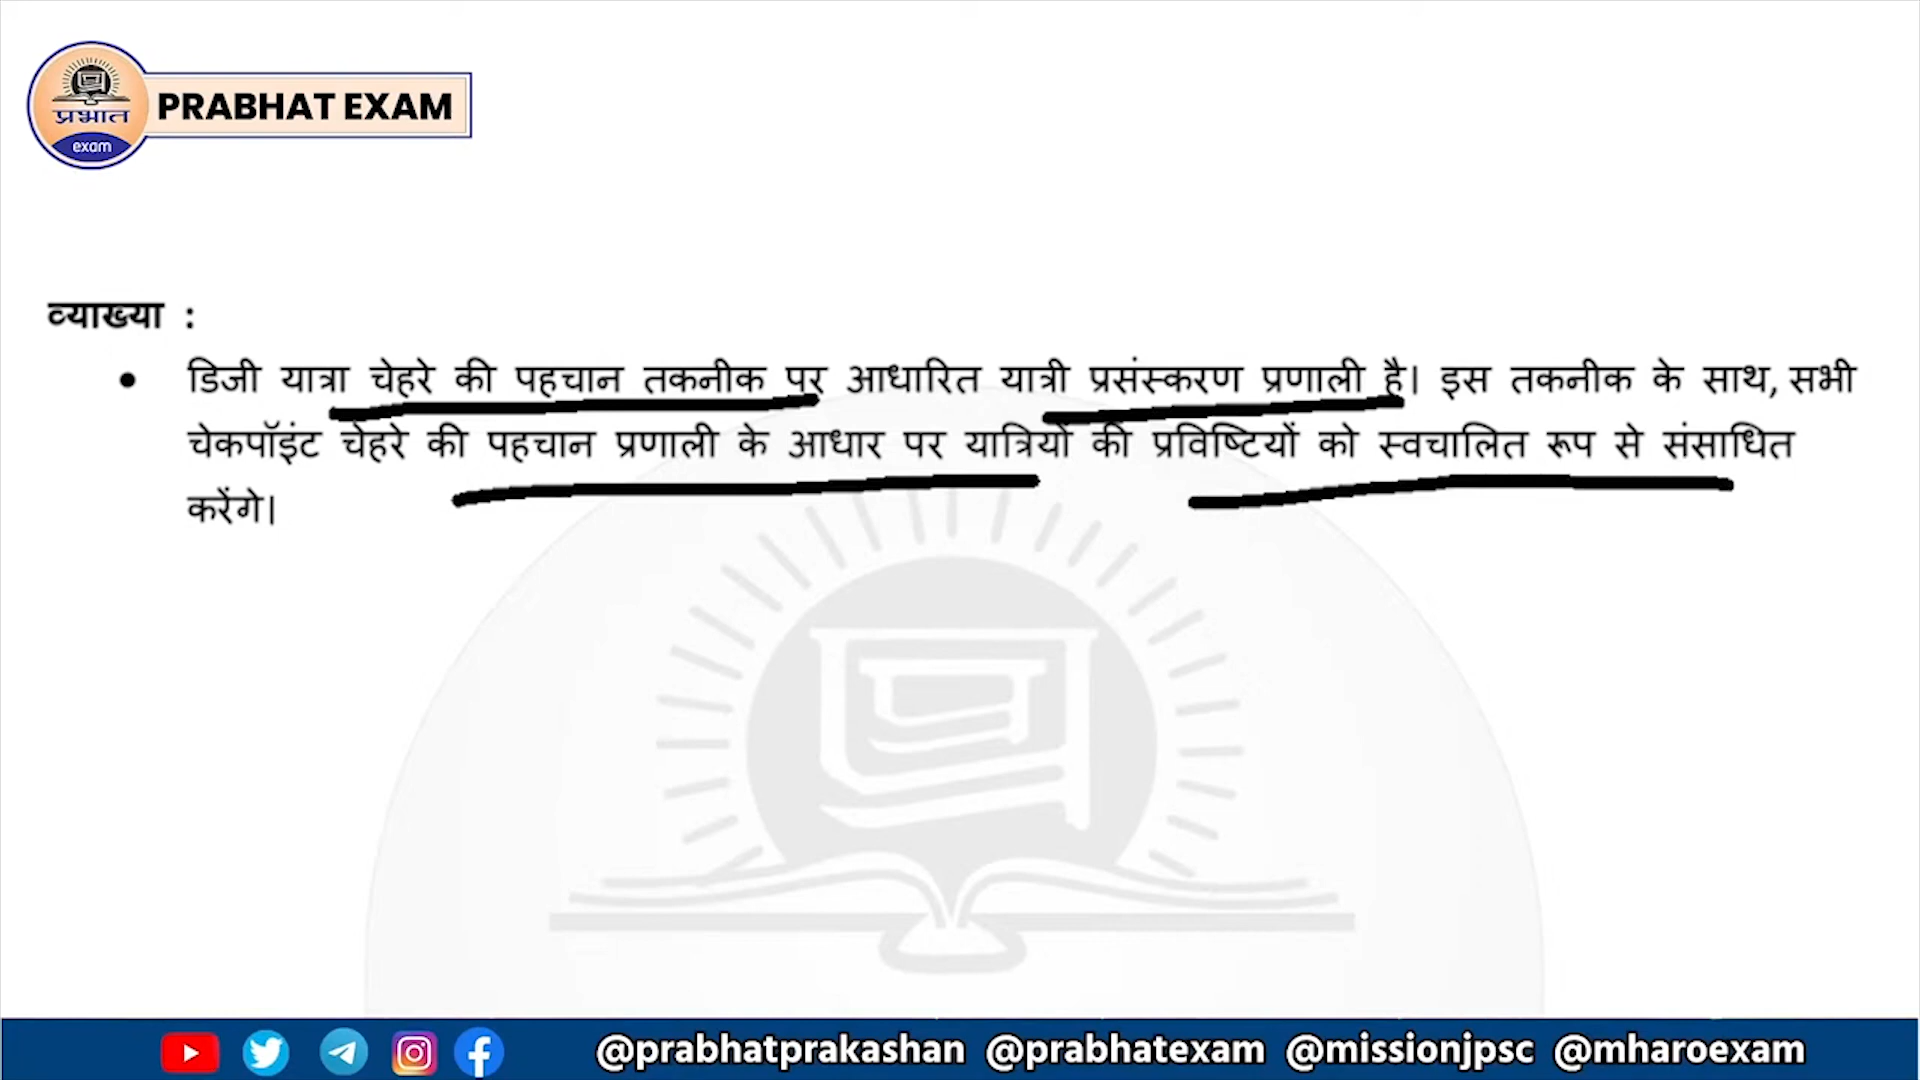 प्रभात
exam
PRABHAT EXAM
व्याख्या :
• डिजी यात्रा चेहरे की पहचान तकनीक पर आधारित यात्री प्रसंस्करण प्रणाली है। इस तकनीक के साथ, सभी
चेकपॉइंट चेहरे की पहचान प्रणाली के आधार पर यात्रियों की प्रविष्टियों को स्वचालित रूप से संसाधित
करेंगे।
@prabhatprakashan @prabhatexam @missionjpsc @mharoexam